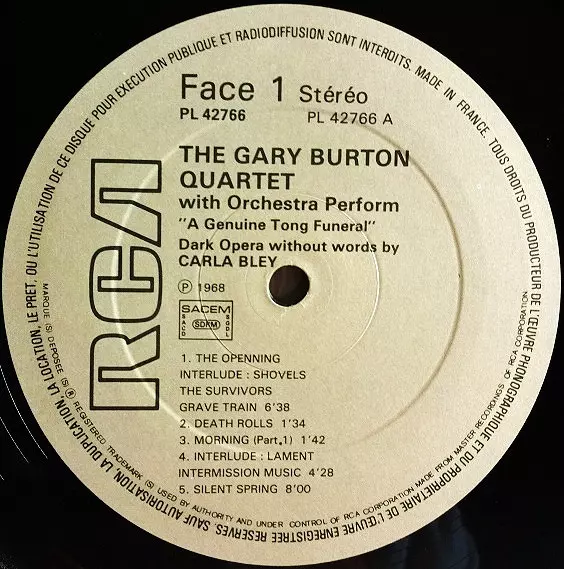 Face 1 Stéréo
PL 42766 PL 42766 A
THE GARY BURTON
QUARTET
with Orchestra Perform
"A Genuine Tong Funeral"
Dark Opera without words by
CARLA BLEY
Ⓟ 1968
SACEM
SACD SDRM SGDL
RCA
1. THE OPENNING
INTERLUDE : SHOVELS
THE SURVIVORS
GRAVE TRAIN 6'38
2. DEATH ROLLS 1'34
3. MORNING (Part.1) 1'42
4. INTERLUDE : LAMENT
INTERMISSION MUSIC 4'28
5. SILENT SPRING 8'00
MADE IN FRANCE. TOUS DROITS DU PRODUCTEUR DE L'ŒUVRE PHONOGRAPHIQUE ET DU PROPRIETAIRE DE L'ŒUVRE ENREGISTREE RESERVES. SAUF AUTORISATION, LA DUPLICATION, LA LOCATION, LE PRET, OU L'UTILISATION DE CE DISQUE POUR EXECUTION PUBLIQUE ET RADIODIFFUSION SONT INTERDITS.
MARQUE (S) DEPOSEE (S) ® REGISTERED TRADEMARK (S) USED BY AUTHORITY AND UNDER CONTROL OF RCA CORPORATION MADE FROM MASTER RECORDINGS OF RCA CORPORATION